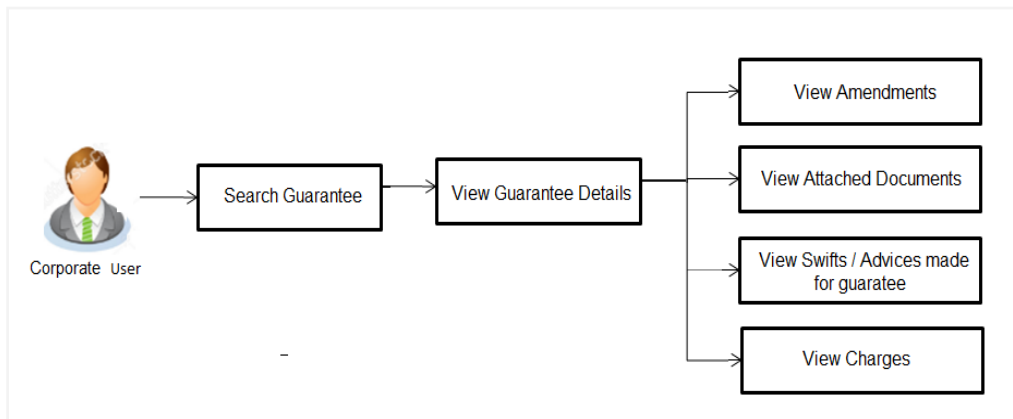 View Amendments
Search Guarantee
View Guarantee Details
View Attached Documents
Corporate User
View Swifts / Advices made
for guaratee
View Charges